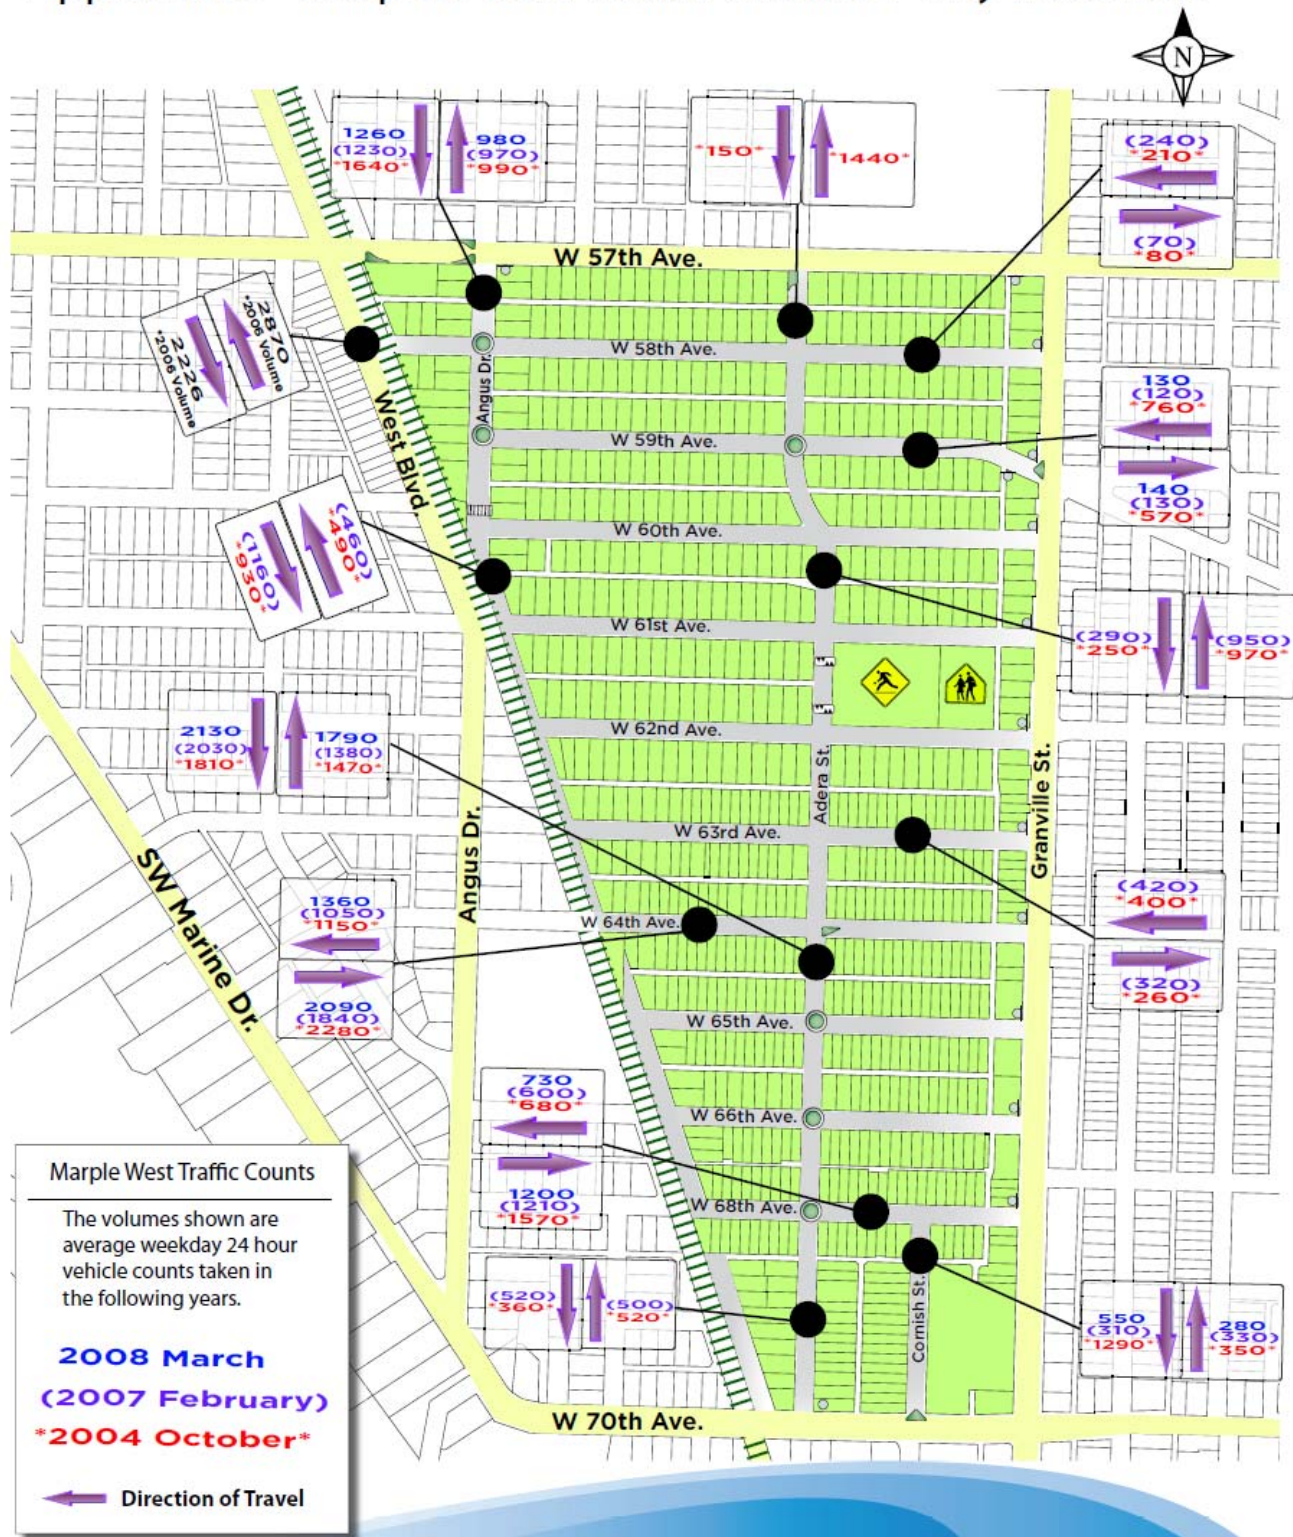 N
1260
(1230)
*1640*
980
(970)
*990*
*150*
*1440*
(240)
*210*
(70)
*80*
W 57th Ave.
2870
*2006 Volume
2226
*2006 Volume
W 58th Ave.
Angus Dr.
West Blvd.
130
(120)
*760*
140
(130)
*570*
W 59th Ave.
W 60th Ave.
(460)
*490*
(1160)
*930*
W 61st Ave.
(290)
*250*
(950)
*970*
2130
(2030)
*1810*
1790
(1380)
*1470*
W 62nd Ave.
Adera St.
Granville St.
W 63rd Ave.
Angus Dr.
SW Marine Dr.
1360
(1050)
*1150*
2090
(1840)
*2280*
W 64th Ave.
(420)
*400*
(320)
*260*
W 65th Ave.
730
(600)
*680*
1200
(1210)
*1570*
W 66th Ave.
W 68th Ave.
(520)
*360*
(500)
*520*
Cornish St.
550
(310)
*1290*
280
(330)
*350*
W 70th Ave.
Marple West Traffic Counts
The volumes shown are
average weekday 24 hour
vehicle counts taken in
the following years.
2008 March
(2007 February)
*2004 October*
Direction of Travel